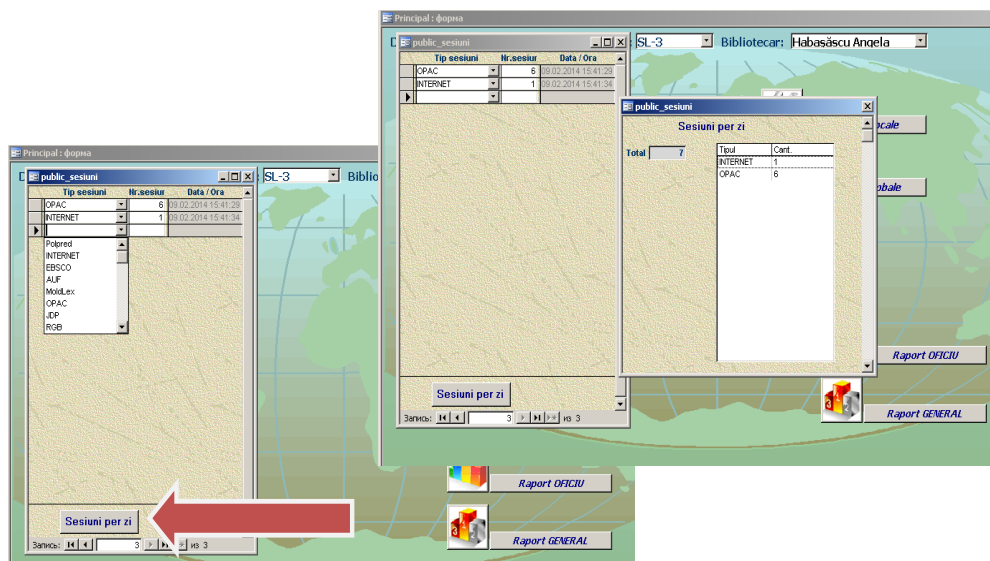 Principal : форма
public_sesiuni
Tip sesiuni Nr.sesiur Data / Ora
OPAC 6 09.02.2014 15:41:29
INTERNET 1 09.02.2014 15:41:34
SL-3 Bibliotecar: Habaşăscu Angela
public_sesiuni
Sesiuni per zi
Total 7
Tipul Cant.
INTERNET 1
OPAC 6
Raport OFICIU
Raport GENERAL
Sesiuni per zi
Запись: 3 из 3
Principal : форма
public_sesiuni
SL-3 Biblio
Tip sesiuni Nr.sesiur Data / Ora
OPAC 6 09.02.2014 15:41:29
INTERNET 1 09.02.2014 15:41:34
Polpred
INTERNET
EBSCO
AUF
MoldLex
OPAC
JDP
RGB
Raport OFICIU
Raport GENERAL
Sesiuni per zi
Запись: 3 из 3